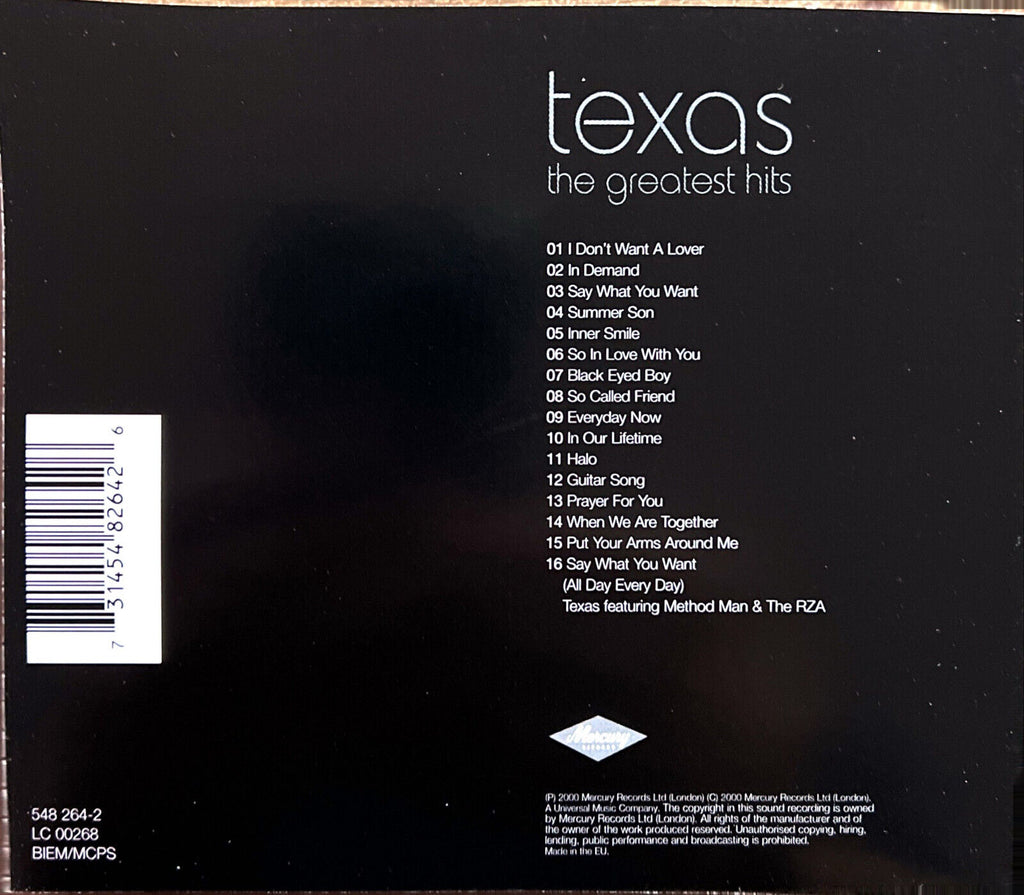 texas
the greatest hits
01 I Don't Want A Lover
02 In Demand
03 Say What You Want
04 Summer Son
05 Inner Smile
06 So In Love With You
07 Black Eyed Boy
08 So Called Friend
09 Everyday Now
10 In Our Lifetime
11 Halo
12 Guitar Song
13 Prayer For You
14 When We Are Together
15 Put Your Arms Around Me
16 Say What You Want
(All Day Every Day)
Texas featuring Method Man & The RZA
7 31454 82642 6
Mercury
RECORDS
(P) 2000 Mercury Records Ltd (London) (C) 2000 Mercury Records Ltd (London).
A Universal Music Company. The copyright in this sound recording is owned
by Mercury Records Ltd (London). All rights of the manufacturer and of
the owner of the work produced reserved. Unauthorised copying, hiring,
lending, public performance and broadcasting is prohibited.
Made in the EU.
548 264-2
LC 00268
BIEM/MCPS